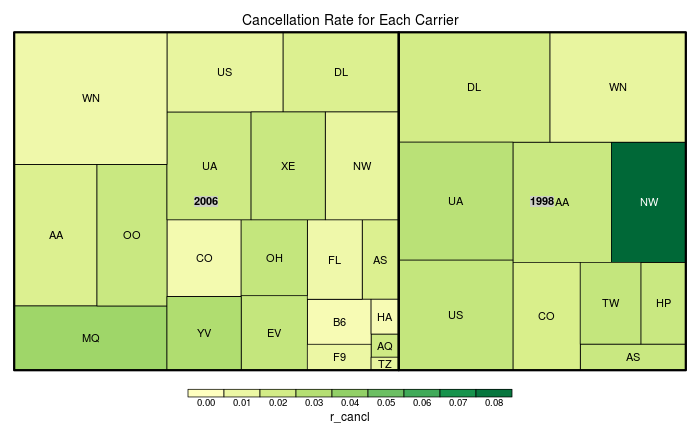 Cancellation Rate for Each Carrier
WN
US
DL
DL
WN
UA
XE
NW
2006
AA
OO
UA
1998
AA
NW
CO
OH
FL
AS
US
CO
TW
HP
MQ
YV
EV
B6
HA
AQ
F9
TZ
AS
0.00 0.01 0.02 0.03 0.04 0.05 0.06 0.07 0.08
r_cancl